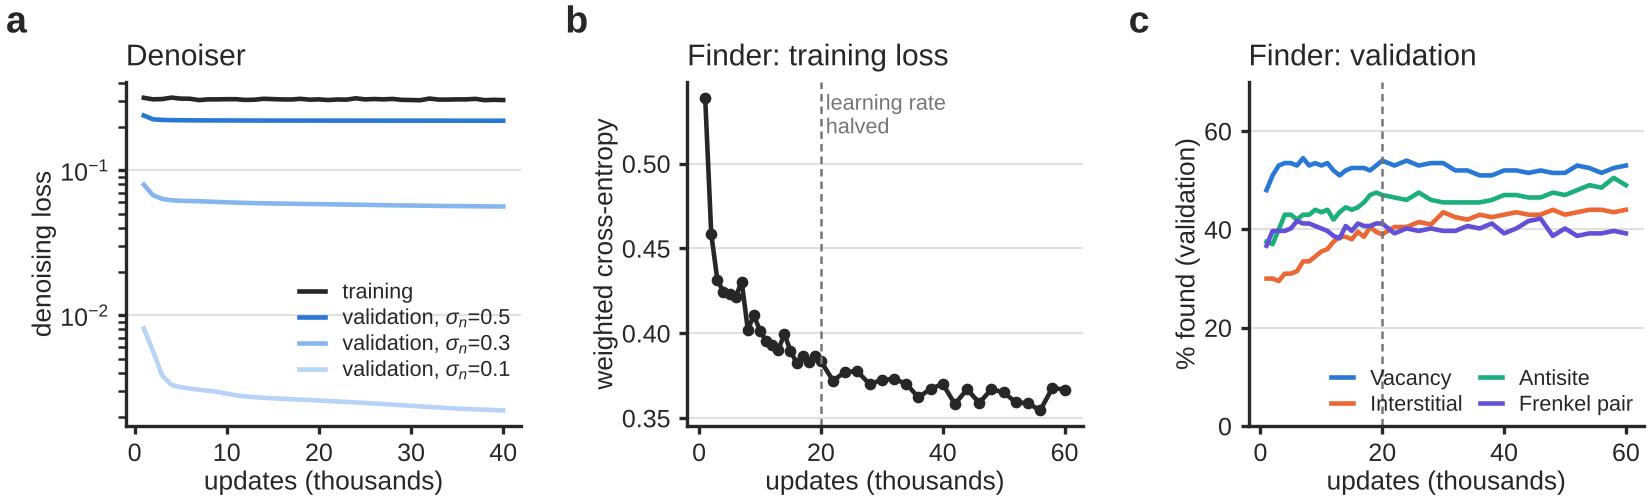 a
Denoiser
denoising loss
10⁻¹
10⁻²
training
validation, σₙ=0.5
validation, σₙ=0.3
validation, σₙ=0.1
0 10 20 30 40
updates (thousands)
b
Finder: training loss
learning rate
halved
weighted cross-entropy
0.50
0.45
0.40
0.35
0 20 40 60
updates (thousands)
c
Finder: validation
% found (validation)
60
40
20
0
Vacancy
Interstitial
Antisite
Frenkel pair
0 20 40 60
updates (thousands)